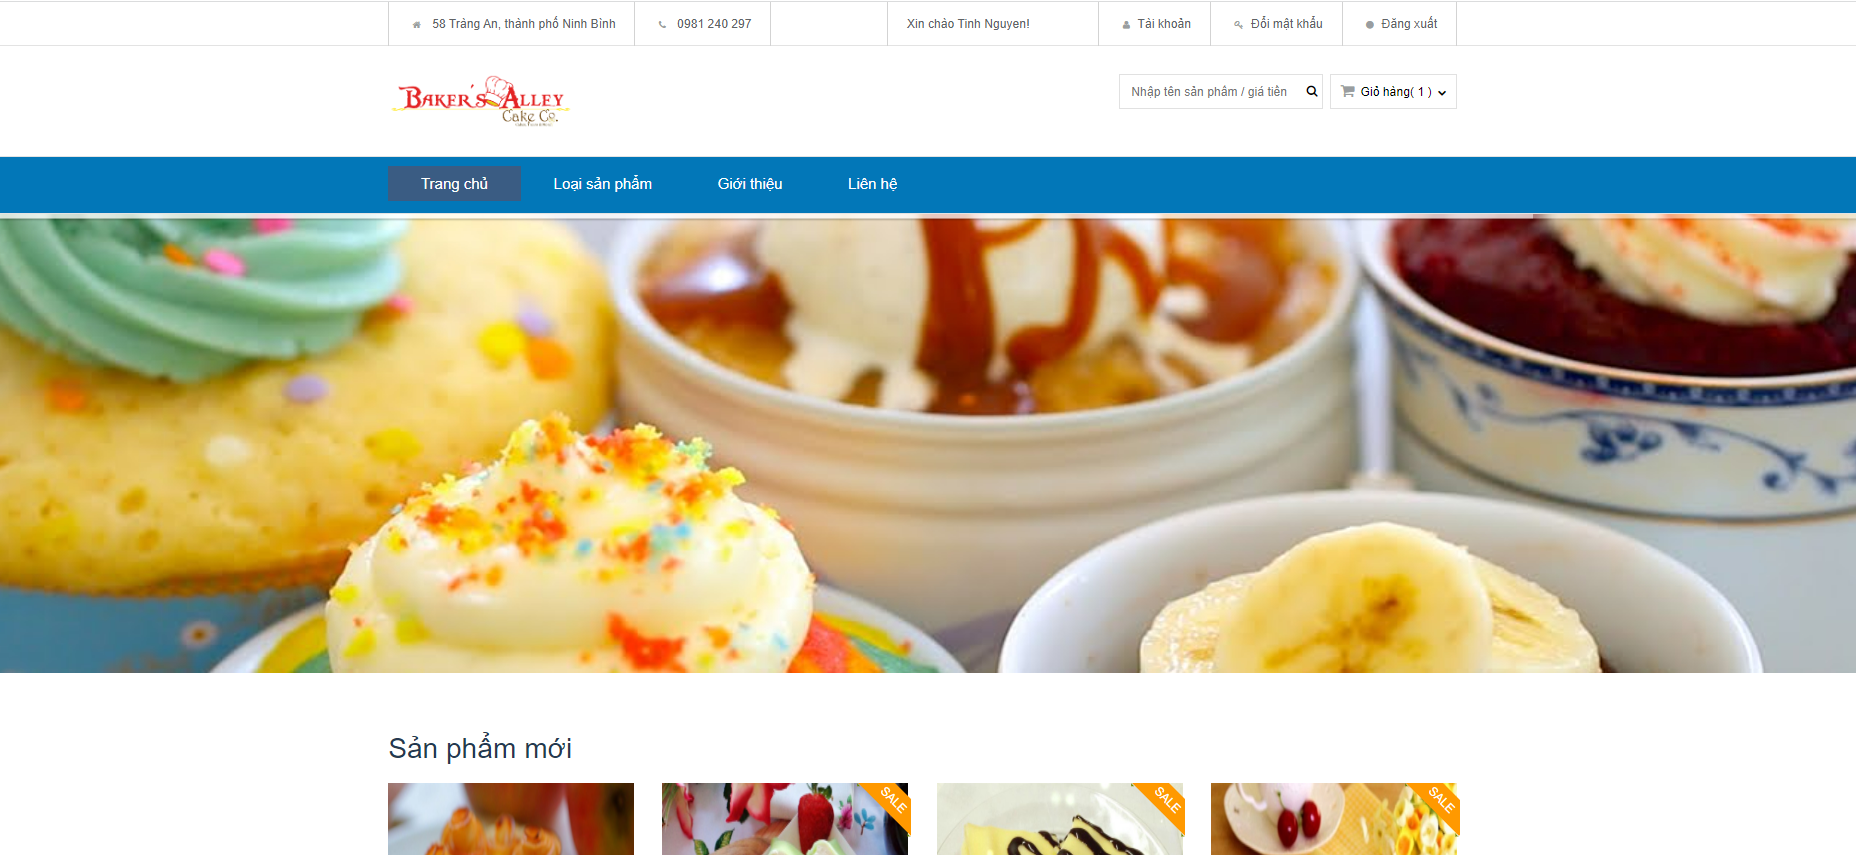 58 Tràng An, thành phố Ninh Bình
0981 240 297
Xin chào Tinh Nguyen!
Tài khoản
Đổi mật khẩu
Đăng xuất
BAKER'S ALLEY
Cake Co.
Nhập tên sản phẩm / giá tiền
Giỏ hàng( 1 )
Trang chủ
Loại sản phẩm
Giới thiệu
Liên hệ
Sản phẩm mới
SALE
SALE
SALE